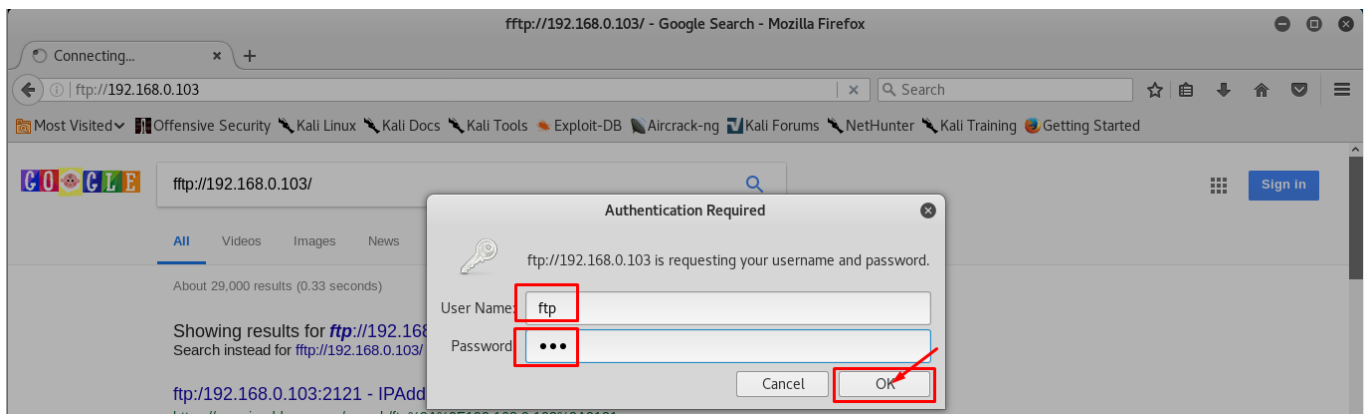 fftp://192.168.0.103/ - Google Search - Mozilla Firefox
Connecting...
ftp://192.168.0.103
Search
Most Visited Offensive Security Kali Linux Kali Docs Kali Tools Exploit-DB Aircrack-ng Kali Forums NetHunter Kali Training Getting Started
GOOGLE
fftp://192.168.0.103/
Sign in
All Videos Images News
About 29,000 results (0.33 seconds)
Showing results for ftp://192.168
Search instead for fftp://192.168.0.103/
ftp:/192.168.0.103:2121 - IPAdd
Authentication Required
ftp://192.168.0.103 is requesting your username and password.
User Name: ftp
Password
Cancel OK